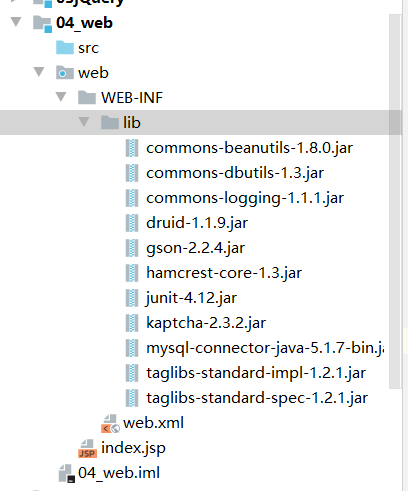 03jQuery
04_web
src
web
WEB-INF
lib
commons-beanutils-1.8.0.jar
commons-dbutils-1.3.jar
commons-logging-1.1.1.jar
druid-1.1.9.jar
gson-2.2.4.jar
hamcrest-core-1.3.jar
junit-4.12.jar
kaptcha-2.3.2.jar
mysql-connector-java-5.1.7-bin.ja
taglibs-standard-impl-1.2.1.jar
taglibs-standard-spec-1.2.1.jar
web.xml
JSP index.jsp
04_web.iml